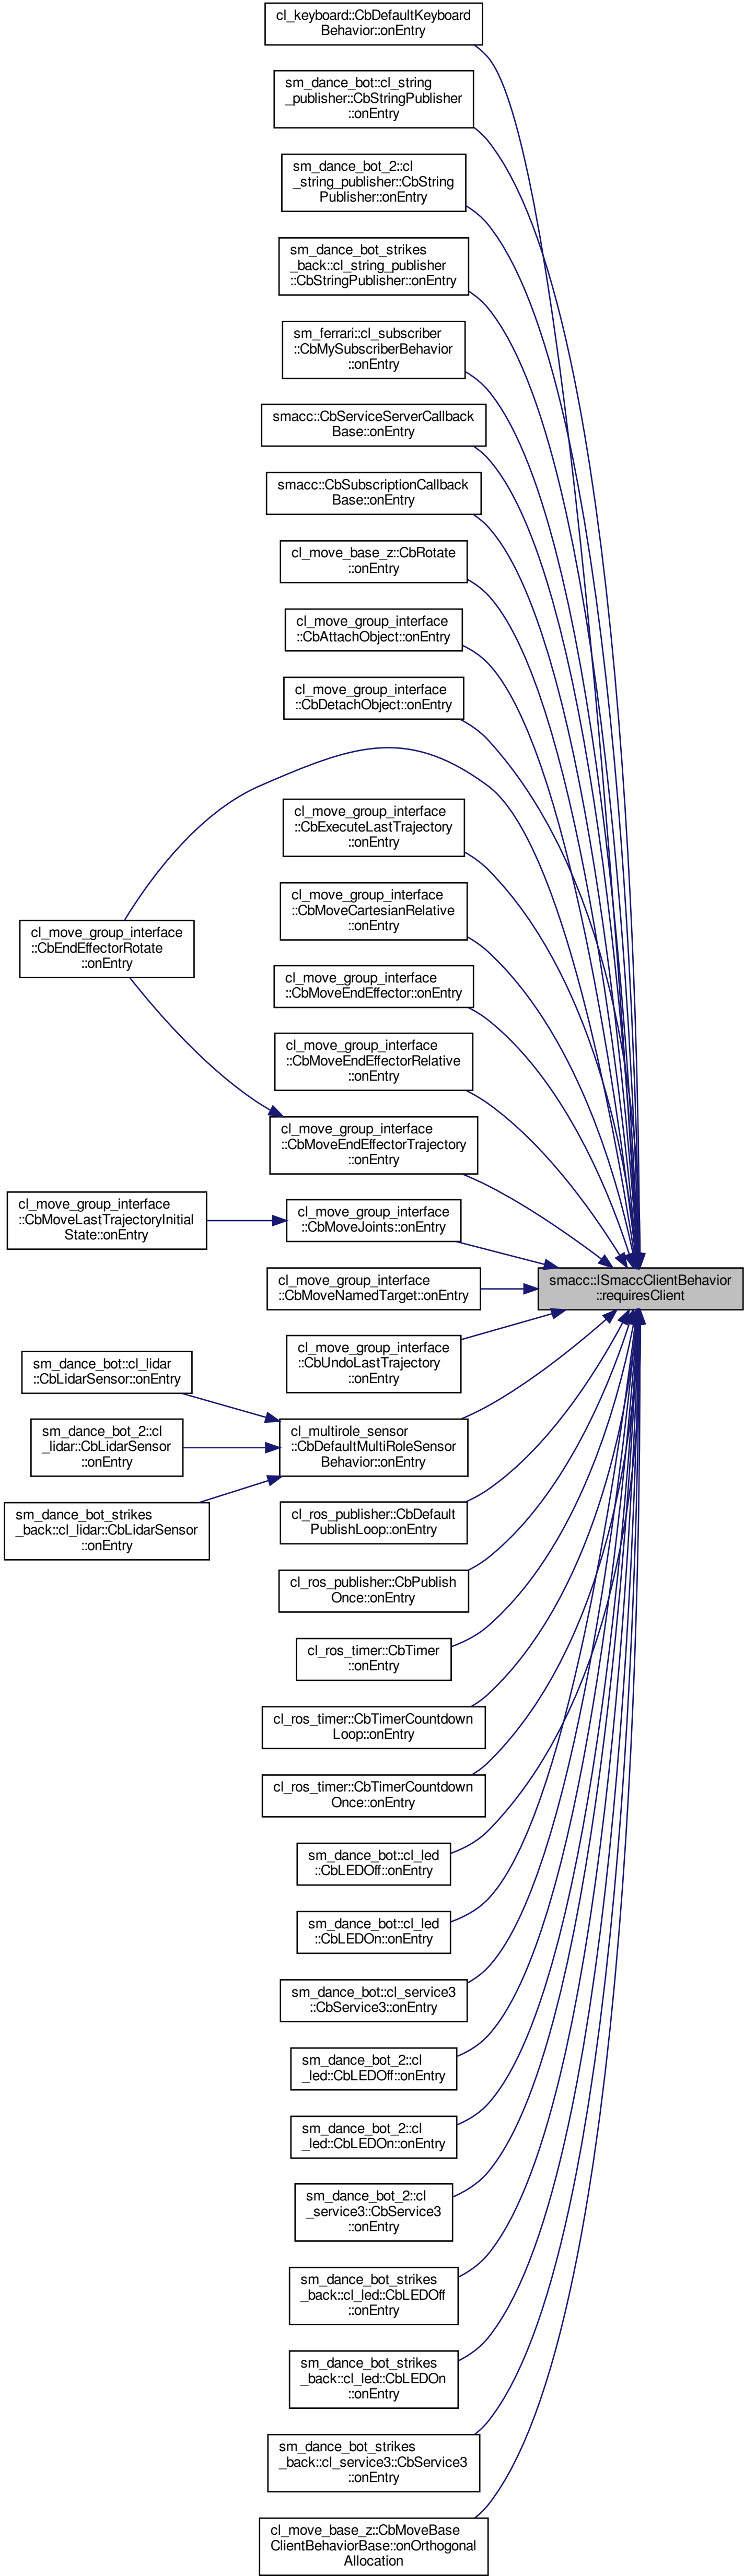 cl_keyboard::CbDefaultKeyboard
Behavior::onEntry
sm_dance_bot::cl_string
_publisher::CbStringPublisher
::onEntry
sm_dance_bot_2::cl
_string_publisher::CbString
Publisher::onEntry
sm_dance_bot_strikes
_back::cl_string_publisher
::CbStringPublisher::onEntry
sm_ferrari::cl_subscriber
::CbMySubscriberBehavior
::onEntry
smacc::CbServiceServerCallback
Base::onEntry
smacc::CbSubscriptionCallback
Base::onEntry
cl_move_base_z::CbRotate
::onEntry
cl_move_group_interface
::CbAttachObject::onEntry
cl_move_group_interface
::CbDetachObject::onEntry
cl_move_group_interface
::CbExecuteLastTrajectory
::onEntry
cl_move_group_interface
::CbMoveCartesianRelative
::onEntry
cl_move_group_interface
::CbEndEffectorRotate
::onEntry
cl_move_group_interface
::CbMoveEndEffector::onEntry
cl_move_group_interface
::CbMoveEndEffectorRelative
::onEntry
cl_move_group_interface
::CbMoveEndEffectorTrajectory
::onEntry
cl_move_group_interface
::CbMoveLastTrajectoryInitial
State::onEntry
cl_move_group_interface
::CbMoveJoints::onEntry
smacc::ISmaccClientBehavior
::requiresClient
cl_move_group_interface
::CbMoveNamedTarget::onEntry
cl_move_group_interface
::CbUndoLastTrajectory
::onEntry
sm_dance_bot::cl_lidar
::CbLidarSensor::onEntry
sm_dance_bot_2::cl
_lidar::CbLidarSensor
::onEntry
cl_multirole_sensor
::CbDefaultMultiRoleSensor
Behavior::onEntry
sm_dance_bot_strikes
_back::cl_lidar::CbLidarSensor
::onEntry
cl_ros_publisher::CbDefault
PublishLoop::onEntry
cl_ros_publisher::CbPublish
Once::onEntry
cl_ros_timer::CbTimer
::onEntry
cl_ros_timer::CbTimerCountdown
Loop::onEntry
cl_ros_timer::CbTimerCountdown
Once::onEntry
sm_dance_bot::cl_led
::CbLEDOff::onEntry
sm_dance_bot::cl_led
::CbLEDOn::onEntry
sm_dance_bot::cl_service3
::CbService3::onEntry
sm_dance_bot_2::cl
_led::CbLEDOff::onEntry
sm_dance_bot_2::cl
_led::CbLEDOn::onEntry
sm_dance_bot_2::cl
_service3::CbService3
::onEntry
sm_dance_bot_strikes
_back::cl_led::CbLEDOff
::onEntry
sm_dance_bot_strikes
_back::cl_led::CbLEDOn
::onEntry
sm_dance_bot_strikes
_back::cl_service3::CbService3
::onEntry
cl_move_base_z::CbMoveBase
ClientBehaviorBase::onOrthogonal
Allocation